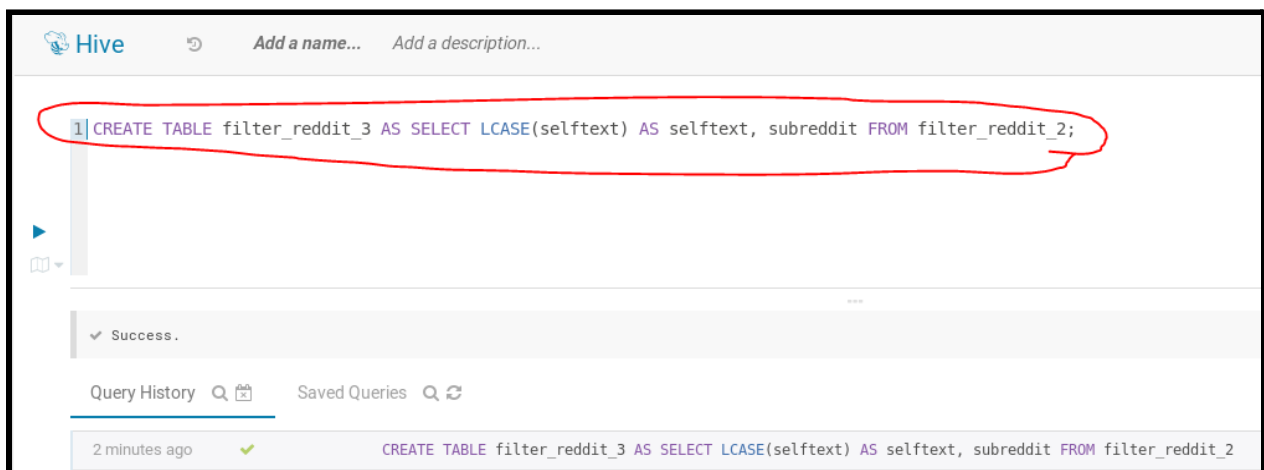 Hive Add a name... Add a description...
1 CREATE TABLE filter_reddit_3 AS SELECT LCASE(selftext) AS selftext, subreddit FROM filter_reddit_2;
Success.
Query History Saved Queries
2 minutes ago CREATE TABLE filter_reddit_3 AS SELECT LCASE(selftext) AS selftext, subreddit FROM filter_reddit_2